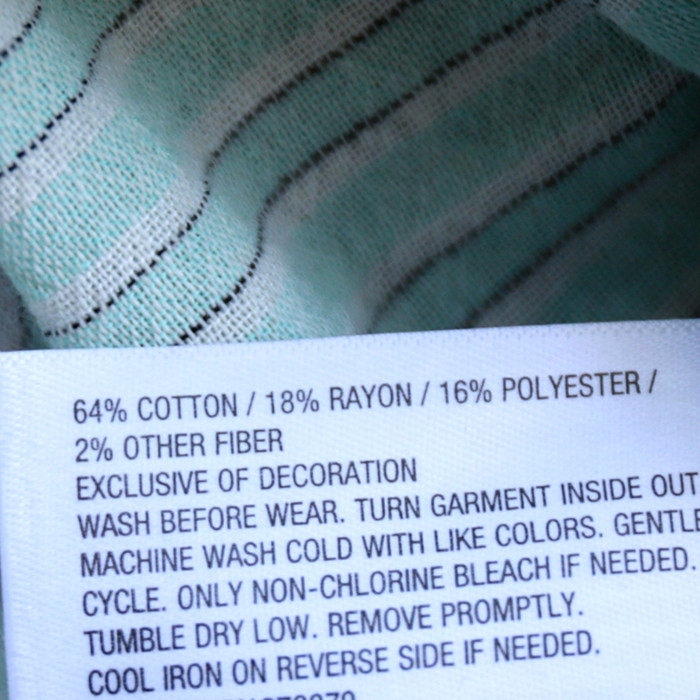 64% COTTON / 18% RAYON / 16% POLYESTER /
2% OTHER FIBER
EXCLUSIVE OF DECORATION
WASH BEFORE WEAR. TURN GARMENT INSIDE OUT
MACHINE WASH COLD WITH LIKE COLORS. GENTLE
CYCLE. ONLY NON-CHLORINE BLEACH IF NEEDED.
TUMBLE DRY LOW. REMOVE PROMPTLY.
COOL IRON ON REVERSE SIDE IF NEEDED.